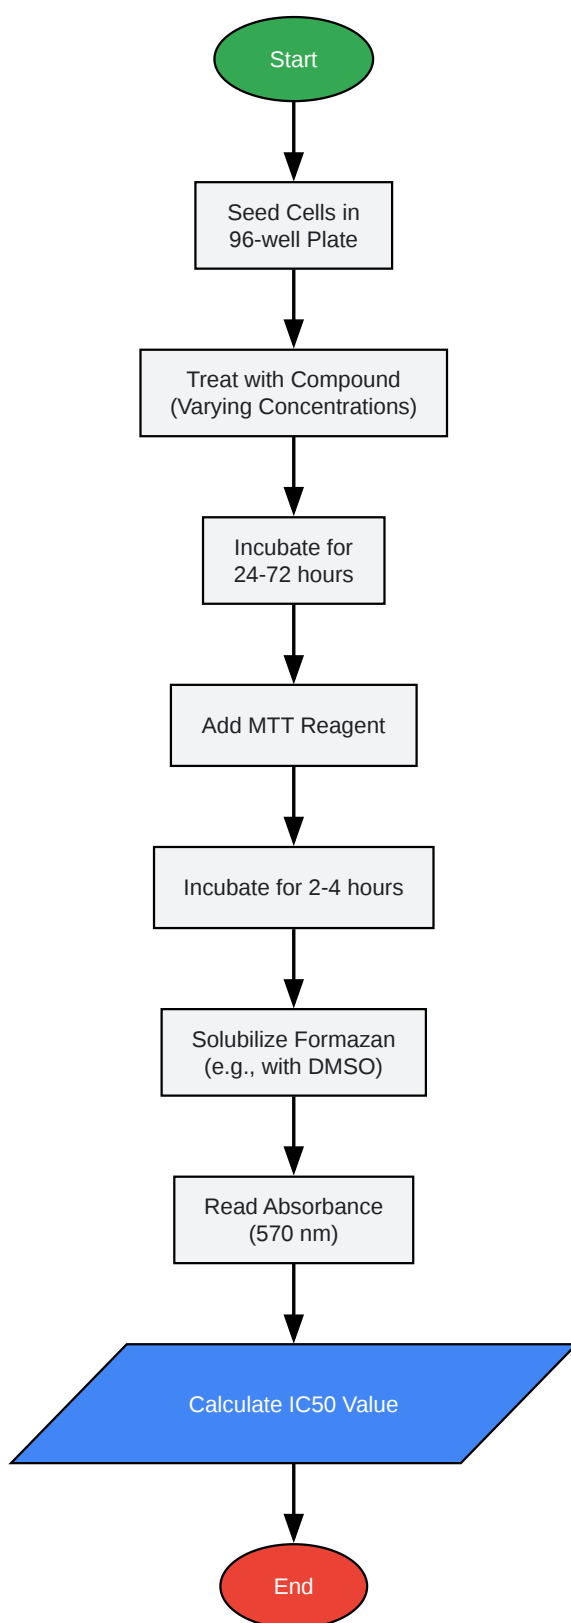 Start
Seed Cells in
96-well Plate
Treat with Compound
(Varying Concentrations)
Incubate for
24-72 hours
Add MTT Reagent
Incubate for 2-4 hours
Solubilize Formazan
(e.g., with DMSO)
Read Absorbance
(570 nm)
Calculate IC50 Value
End